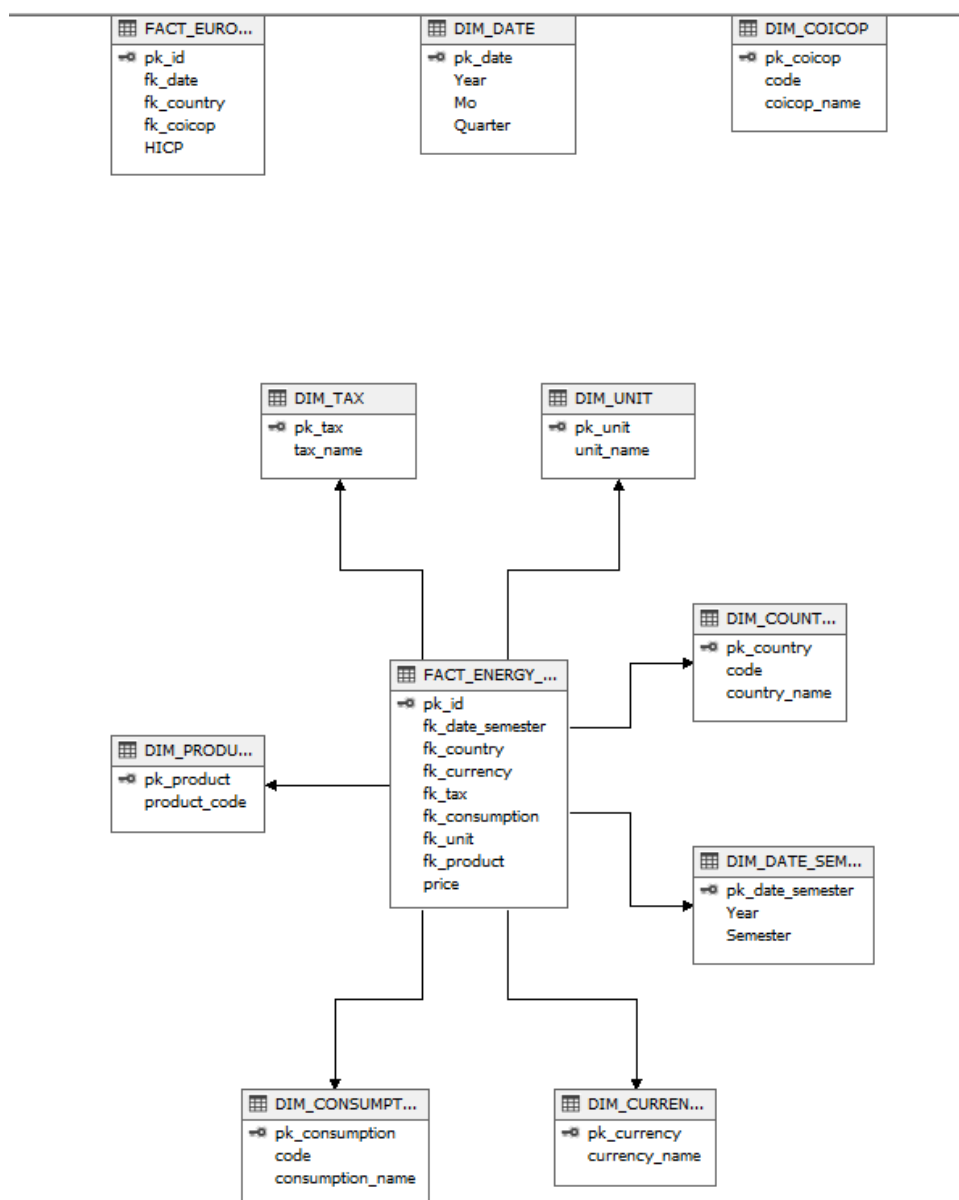 FACT_EURO...
pk_id
fk_date
fk_country
fk_coicop
HICP
DIM_DATE
pk_date
Year
Mo
Quarter
DIM_COICOP
pk_coicop
code
coicop_name
DIM_TAX
pk_tax
tax_name
DIM_UNIT
pk_unit
unit_name
DIM_COUNT...
pk_country
code
country_name
FACT_ENERGY_...
pk_id
fk_date_semester
fk_country
fk_currency
fk_tax
fk_consumption
fk_unit
fk_product
price
DIM_PRODU...
pk_product
product_code
DIM_DATE_SEM...
pk_date_semester
Year
Semester
DIM_CONSUMPT...
pk_consumption
code
consumption_name
DIM_CURREN...
pk_currency
currency_name